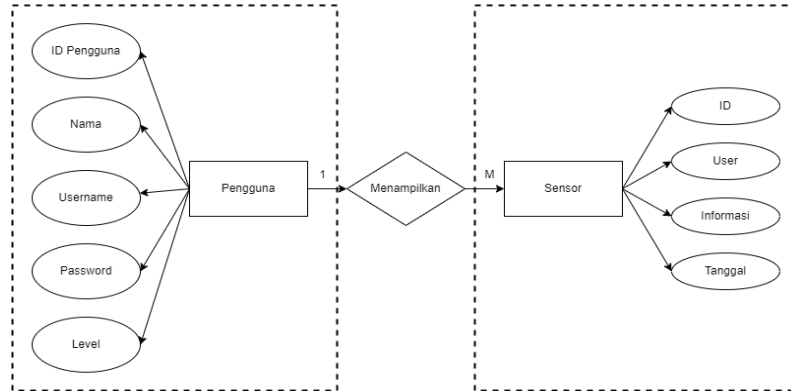 ID Pengguna
Nama
Username
Password
Level
Pengguna
1
Menampilkan
M
Sensor
ID
User
Informasi
Tanggal